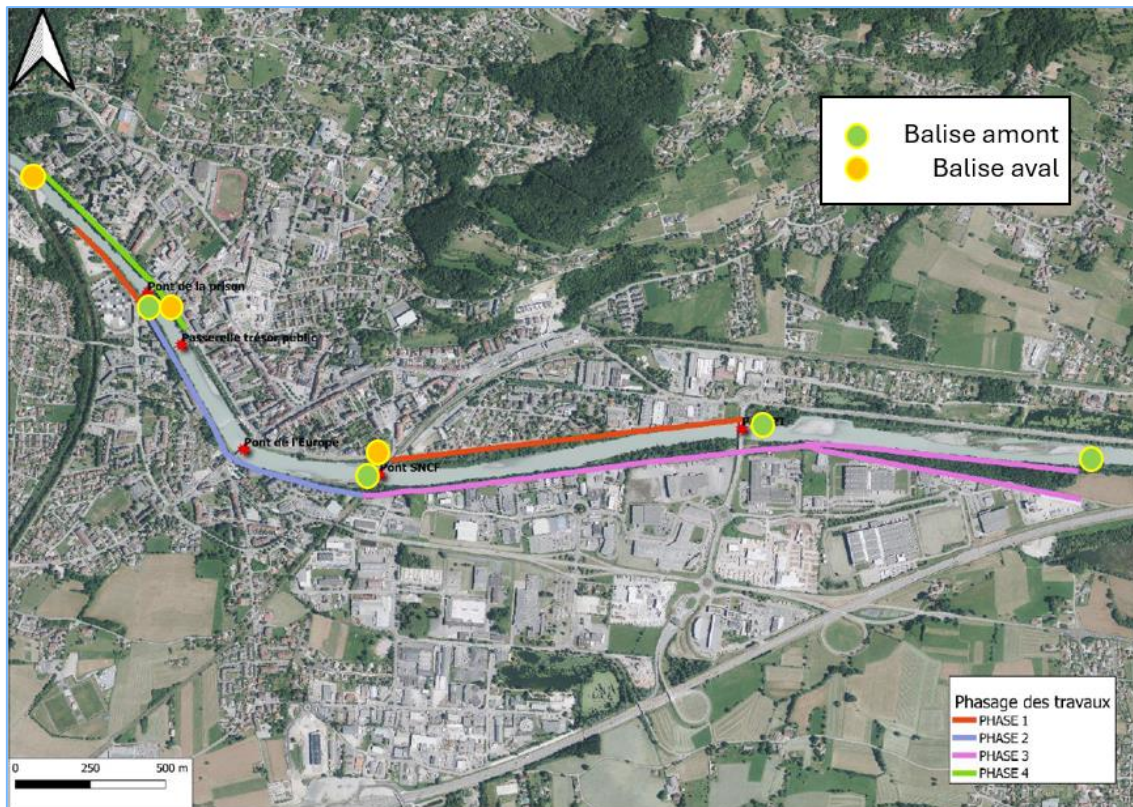 Balise amont
Balise aval
Pont de la prison
Passerelle trésor public
Pont de l'Europe
Pont SNCF
Phasage des travaux
PHASE 1
PHASE 2
PHASE 3
PHASE 4
0 250 500 m